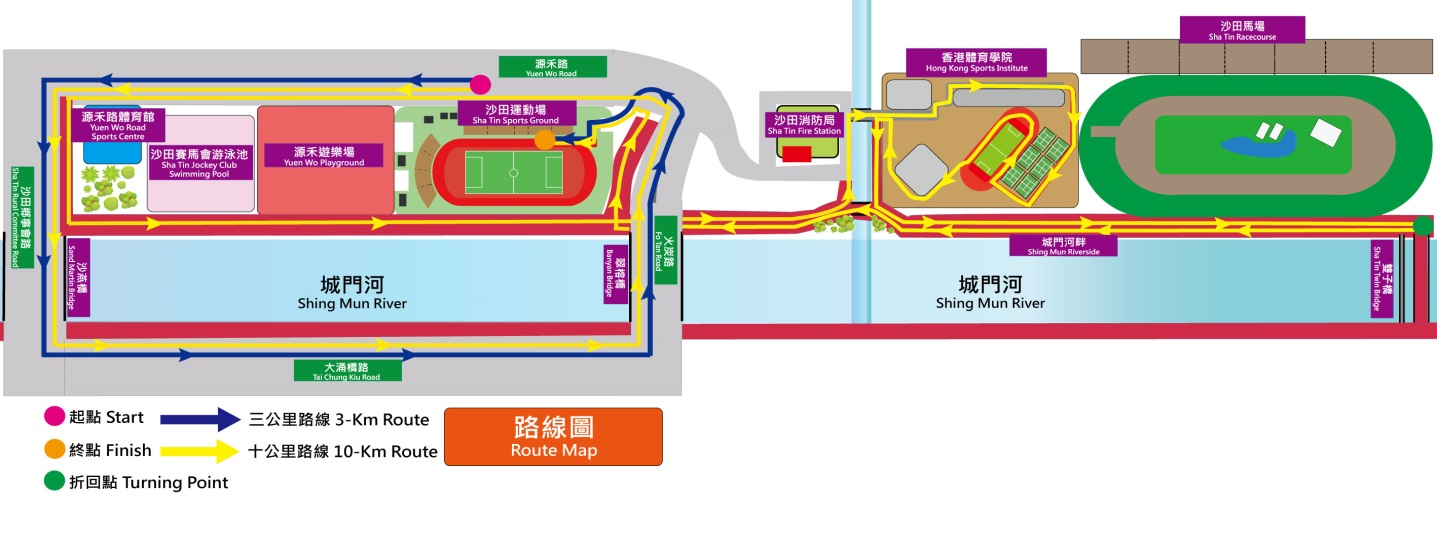 源禾路
Yuen Wo Road
沙田馬場
Sha Tin Racecourse
香港體育學院
Hong Kong Sports Institute
源禾路體育館
Yuen Wo Road
Sports Centre
沙田賽馬會游泳池
Sha Tin Jockey Club
Swimming Pool
源禾遊樂場
Yuen Wo Playground
沙田運動場
Sha Tin Sports Ground
沙田消防局
Sha Tin Fire Station
沙田鄉事會路
Sha Tin Rural Committee Road
沙燕橋
Sand Martin Bridge
城門河
Shing Mun River
翠榕橋
Banyan Bridge
火炭路
Fo Tan Road
城門河畔
Shing Mun Riverside
城門河
Shing Mun River
雙子橋
Sha Tin Twin Bridge
大涌橋路
Tai Chung Kiu Road
起點 Start
三公里路線 3-Km Route
終點 Finish
十公里路線 10-Km Route
折回點 Turning Point
路線圖
Route Map